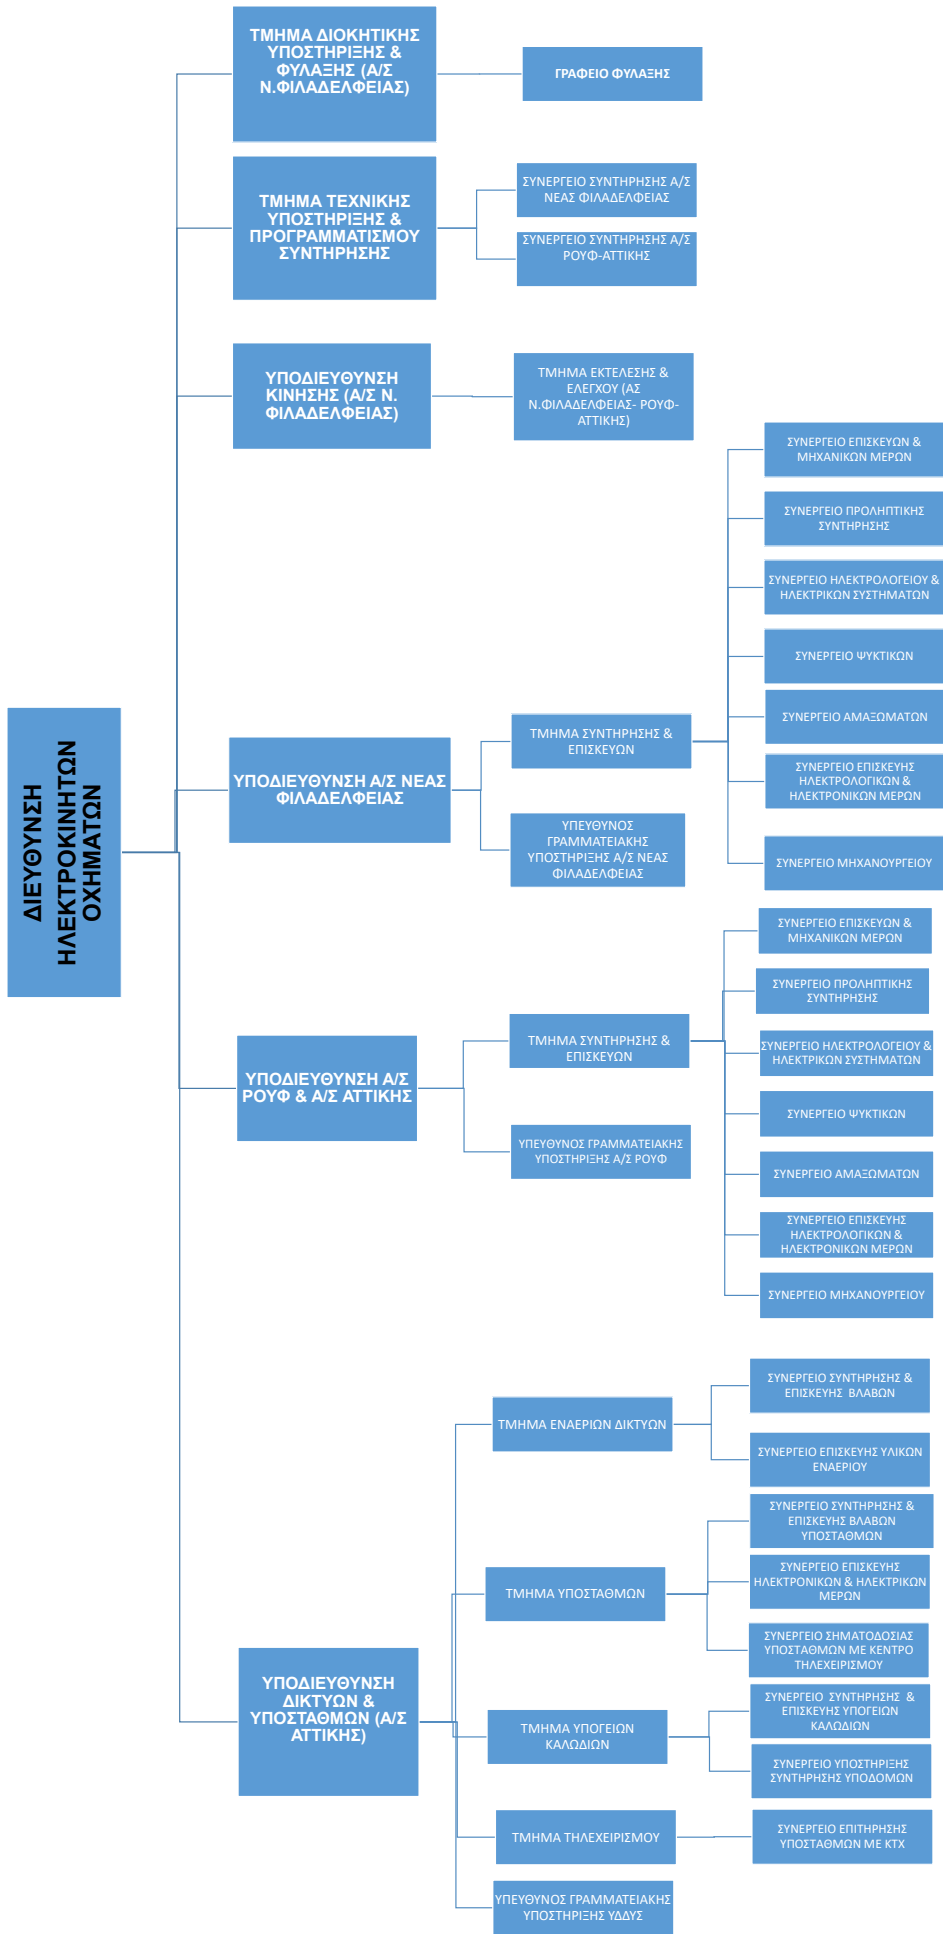 ΔΙΕΥΘΥΝΣΗ
ΗΛΕΚΤΡΟΚΙΝΗΤΩΝ
ΟΧΗΜΑΤΩΝ
ΤΜΗΜΑ ΔΙΟΚΗΤΙΚΗΣ
ΥΠΟΣΤΗΡΙΞΗΣ &
ΦΥΛΑΞΗΣ (Α/Σ
Ν.ΦΙΛΑΔΕΛΦΕΙΑΣ)
ΓΡΑΦΕΙΟ ΦΥΛΑΞΗΣ
ΤΜΗΜΑ ΤΕΧΝΙΚΗΣ
ΥΠΟΣΤΗΡΙΞΗΣ &
ΠΡΟΓΡΑΜΜΑΤΙΣΜΟΥ
ΣΥΝΤΗΡΗΣΗΣ
ΣΥΝΕΡΓΕΙΟ ΣΥΝΤΗΡΗΣΗΣ Α/Σ
ΝΕΑΣ ΦΙΛΑΔΕΛΦΕΙΑΣ
ΣΥΝΕΡΓΕΙΟ ΣΥΝΤΗΡΗΣΗΣ Α/Σ
ΡΟΥΦ-ΑΤΤΙΚΗΣ
ΥΠΟΔΙΕΥΘΥΝΣΗ
ΚΙΝΗΣΗΣ (Α/Σ Ν.
ΦΙΛΑΔΕΛΦΕΙΑΣ)
ΤΜΗΜΑ ΕΚΤΕΛΕΣΗΣ &
ΕΛΕΓΧΟΥ (ΑΣ
Ν.ΦΙΛΑΔΕΛΦΕΙΑΣ- ΡΟΥΦ-
ΑΤΤΙΚΗΣ)
ΥΠΟΔΙΕΥΘΥΝΣΗ Α/Σ ΝΕΑΣ
ΦΙΛΑΔΕΛΦΕΙΑΣ
ΤΜΗΜΑ ΣΥΝΤΗΡΗΣΗΣ &
ΕΠΙΣΚΕΥΩΝ
ΣΥΝΕΡΓΕΙΟ ΕΠΙΣΚΕΥΩΝ &
ΜΗΧΑΝΙΚΩΝ ΜΕΡΩΝ
ΣΥΝΕΡΓΕΙΟ ΠΡΟΛΗΠΤΙΚΗΣ
ΣΥΝΤΗΡΗΣΗΣ
ΣΥΝΕΡΓΕΙΟ ΗΛΕΚΤΡΟΛΟΓΕΙΟΥ &
ΗΛΕΚΤΡΙΚΩΝ ΣΥΣΤΗΜΑΤΩΝ
ΣΥΝΕΡΓΕΙΟ ΨΥΚΤΙΚΩΝ
ΣΥΝΕΡΓΕΙΟ ΑΜΑΞΩΜΑΤΩΝ
ΣΥΝΕΡΓΕΙΟ ΕΠΙΣΚΕΥΗΣ
ΗΛΕΚΤΡΟΛΟΓΙΚΩΝ &
ΗΛΕΚΤΡΟΝΙΚΩΝ ΜΕΡΩΝ
ΣΥΝΕΡΓΕΙΟ ΜΗΧΑΝΟΥΡΓΕΙΟΥ
ΥΠΕΥΘΥΝΟΣ
ΓΡΑΜΜΑΤΕΙΑΚΗΣ
ΥΠΟΣΤΗΡΙΞΗΣ Α/Σ ΝΕΑΣ
ΦΙΛΑΔΕΛΦΕΙΑΣ
ΥΠΟΔΙΕΥΘΥΝΣΗ Α/Σ
ΡΟΥΦ & Α/Σ ΑΤΤΙΚΗΣ
ΤΜΗΜΑ ΣΥΝΤΗΡΗΣΗΣ &
ΕΠΙΣΚΕΥΩΝ
ΣΥΝΕΡΓΕΙΟ ΕΠΙΣΚΕΥΩΝ &
ΜΗΧΑΝΙΚΩΝ ΜΕΡΩΝ
ΣΥΝΕΡΓΕΙΟ ΠΡΟΛΗΠΤΙΚΗΣ
ΣΥΝΤΗΡΗΣΗΣ
ΣΥΝΕΡΓΕΙΟ ΗΛΕΚΤΡΟΛΟΓΕΙΟΥ &
ΗΛΕΚΤΡΙΚΩΝ ΣΥΣΤΗΜΑΤΩΝ
ΣΥΝΕΡΓΕΙΟ ΨΥΚΤΙΚΩΝ
ΣΥΝΕΡΓΕΙΟ ΑΜΑΞΩΜΑΤΩΝ
ΣΥΝΕΡΓΕΙΟ ΕΠΙΣΚΕΥΗΣ
ΗΛΕΚΤΡΟΛΟΓΙΚΩΝ &
ΗΛΕΚΤΡΟΝΙΚΩΝ ΜΕΡΩΝ
ΣΥΝΕΡΓΕΙΟ ΜΗΧΑΝΟΥΡΓΕΙΟΥ
ΥΠΕΥΘΥΝΟΣ ΓΡΑΜΜΑΤΕΙΑΚΗΣ
ΥΠΟΣΤΗΡΙΞΗΣ Α/Σ ΡΟΥΦ
ΥΠΟΔΙΕΥΘΥΝΣΗ
ΔΙΚΤΥΩΝ &
ΥΠΟΣΤΑΘΜΩΝ (Α/Σ
ΑΤΤΙΚΗΣ)
ΤΜΗΜΑ ΕΝΑΕΡΙΩΝ ΔΙΚΤΥΩΝ
ΣΥΝΕΡΓΕΙΟ ΣΥΝΤΗΡΗΣΗΣ &
ΕΠΙΣΚΕΥΗΣ ΒΛΑΒΩΝ
ΣΥΝΕΡΓΕΙΟ ΕΠΙΣΚΕΥΗΣ ΥΛΙΚΩΝ
ΕΝΑΕΡΙΟΥ
ΤΜΗΜΑ ΥΠΟΣΤΑΘΜΩΝ
ΣΥΝΕΡΓΕΙΟ ΣΥΝΤΗΡΗΣΗΣ &
ΕΠΙΣΚΕΥΗΣ ΒΛΑΒΩΝ
ΥΠΟΣΤΑΘΜΩΝ
ΣΥΝΕΡΓΕΙΟ ΕΠΙΣΚΕΥΗΣ
ΗΛΕΚΤΡΟΝΙΚΩΝ & ΗΛΕΚΤΡΙΚΩΝ
ΜΕΡΩΝ
ΣΥΝΕΡΓΕΙΟ ΣΗΜΑΤΟΔΟΣΙΑΣ
ΥΠΟΣΤΑΘΜΩΝ ΜΕ ΚΕΝΤΡΟ
ΤΗΛΕΧΕΙΡΙΣΜΟΥ
ΤΜΗΜΑ ΥΠΟΓΕΙΩΝ
ΚΑΛΩΔΙΩΝ
ΣΥΝΕΡΓΕΙΟ ΣΥΝΤΗΡΗΣΗΣ &
ΕΠΙΣΚΕΥΗΣ ΥΠΟΓΕΙΩΝ
ΚΑΛΩΔΙΩΝ
ΣΥΝΕΡΓΕΙΟ ΥΠΟΣΤΗΡΙΞΗΣ
ΣΥΝΤΗΡΗΣΗΣ ΥΠΟΔΟΜΩΝ
ΤΜΗΜΑ ΤΗΛΕΧΕΙΡΙΣΜΟΥ
ΣΥΝΕΡΓΕΙΟ ΕΠΙΤΗΡΗΣΗΣ
ΥΠΟΣΤΑΘΜΩΝ ΜΕ ΚΤΧ
ΥΠΕΥΘΥΝΟΣ ΓΡΑΜΜΑΤΕΙΑΚΗΣ
ΥΠΟΣΤΗΡΙΞΗΣ ΥΔΔΥΣ